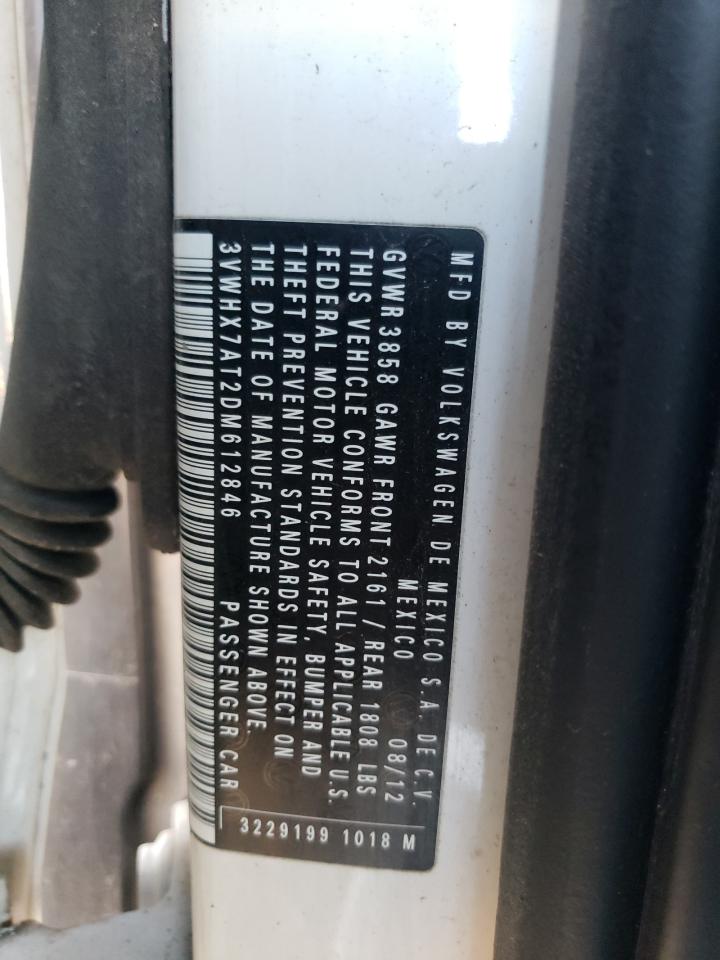 MFD BY VOLKSWAGEN DE MEXICO S.A. DE C.V.
MEXICO 08/12
GVWR 3858 GAWR FRONT 2161 / REAR 1808 LBS
THIS VEHICLE CONFORMS TO ALL APPLICABLE U.S.
FEDERAL MOTOR VEHICLE SAFETY, BUMPER AND
THEFT PREVENTION STANDARDS IN EFFECT ON
THE DATE OF MANUFACTURE SHOWN ABOVE.
3VWHX7AT2DM612846 PASSENGER CAR
3229199 1018 M